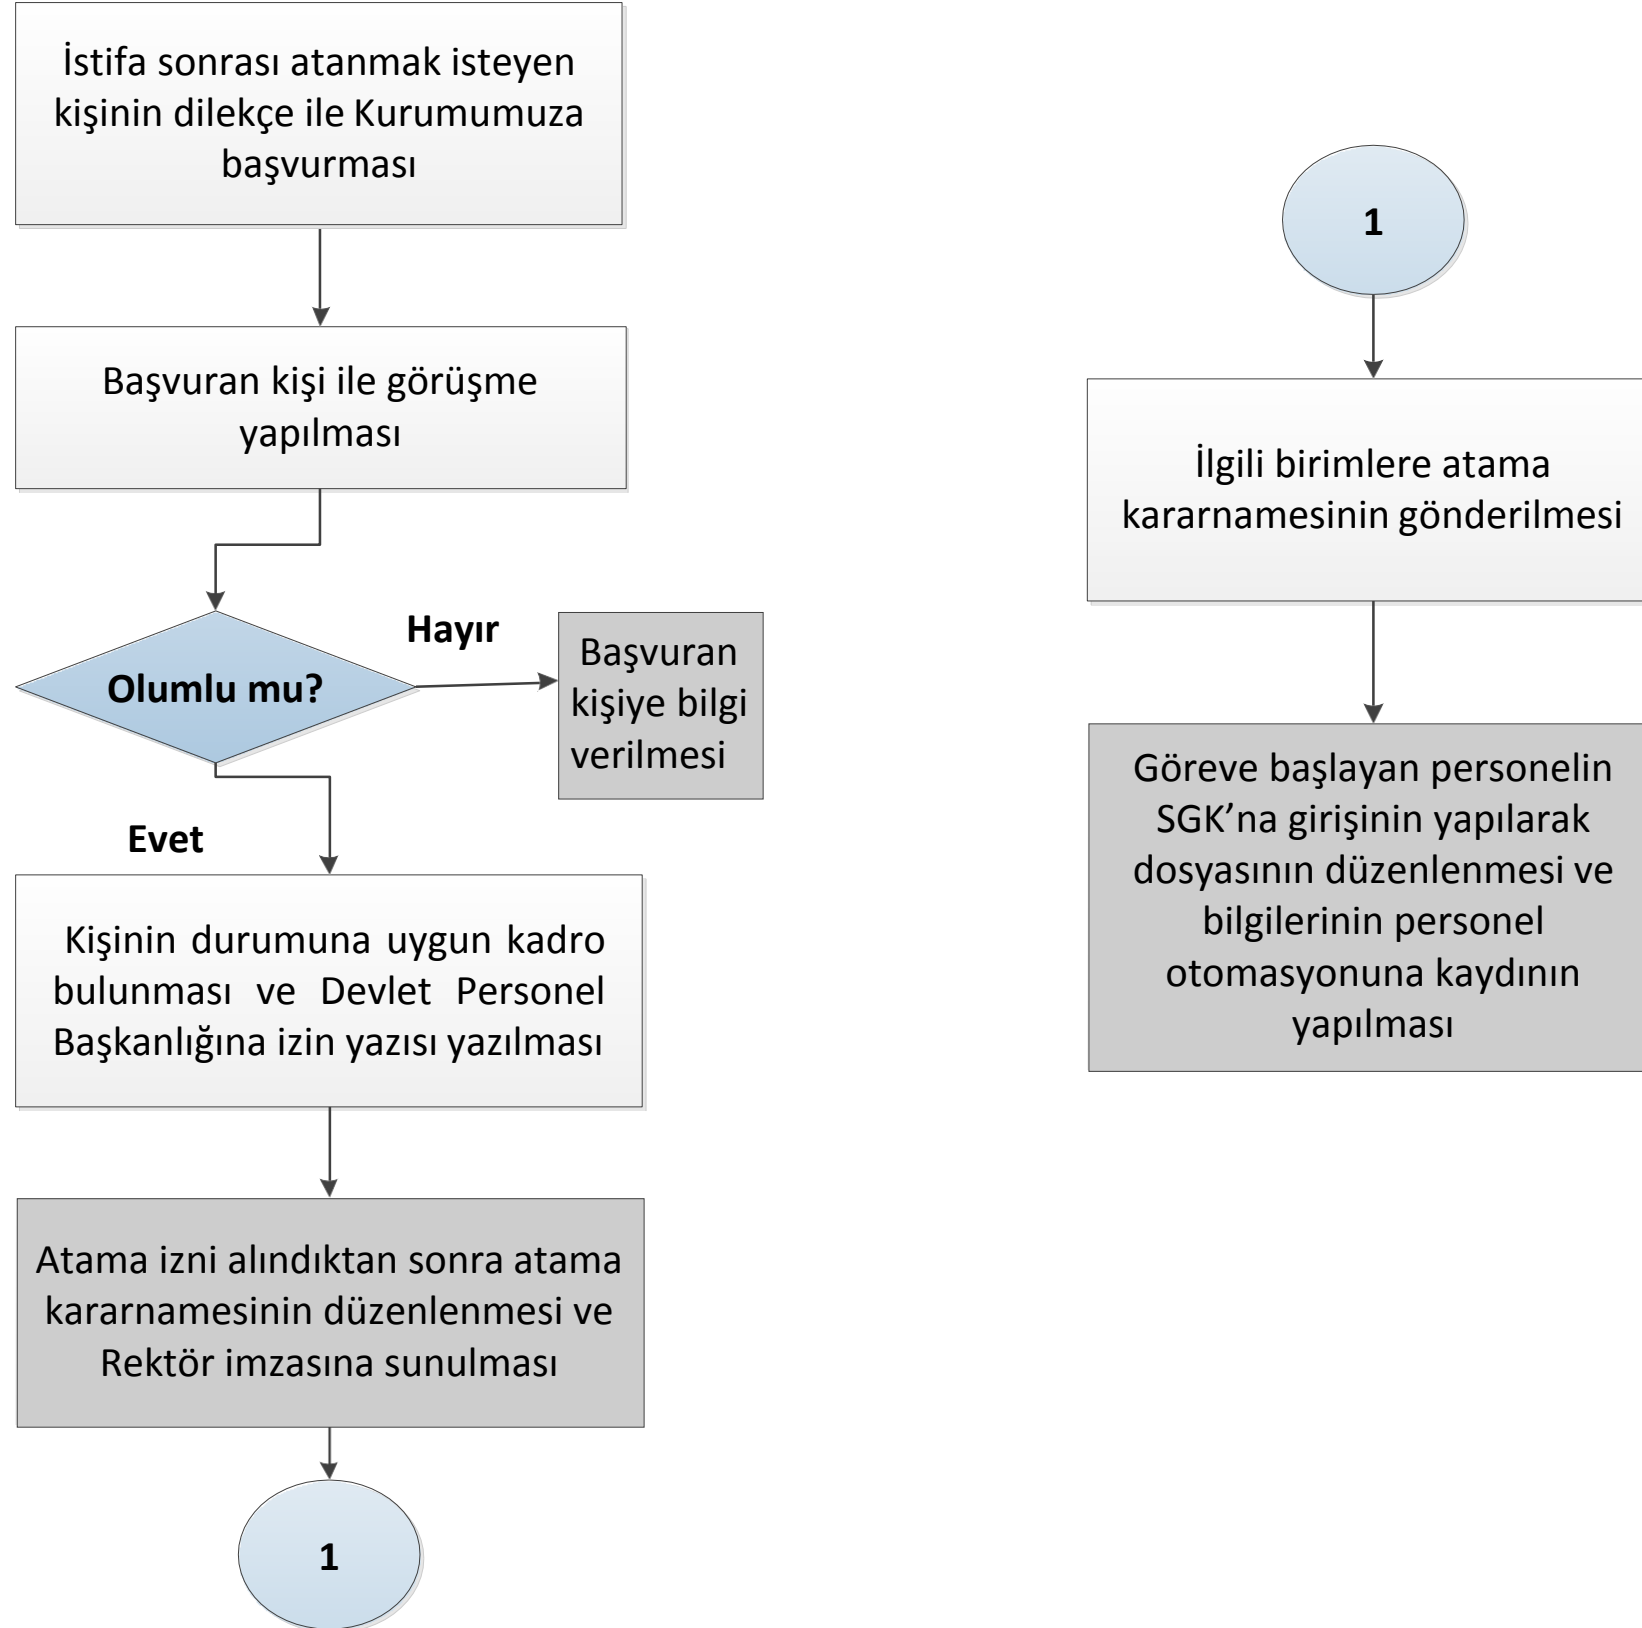 İstifa sonrası atanmak isteyen
kişinin dilekçe ile Kurumumuza
başvurması
Başvuran kişi ile görüşme
yapılması
Olumlu mu?
Hayır
Başvuran
kişiye bilgi
verilmesi
Evet
Kişinin durumuna uygun kadro
bulunması ve Devlet Personel
Başkanlığına izin yazısı yazılması
Atama izni alındıktan sonra atama
kararnamesinin düzenlenmesi ve
Rektör imzasına sunulması
1
1
İlgili birimlere atama
kararnamesinin gönderilmesi
Göreve başlayan personelin
SGK’na girişinin yapılarak
dosyasının düzenlenmesi ve
bilgilerinin personel
otomasyonuna kaydının
yapılması